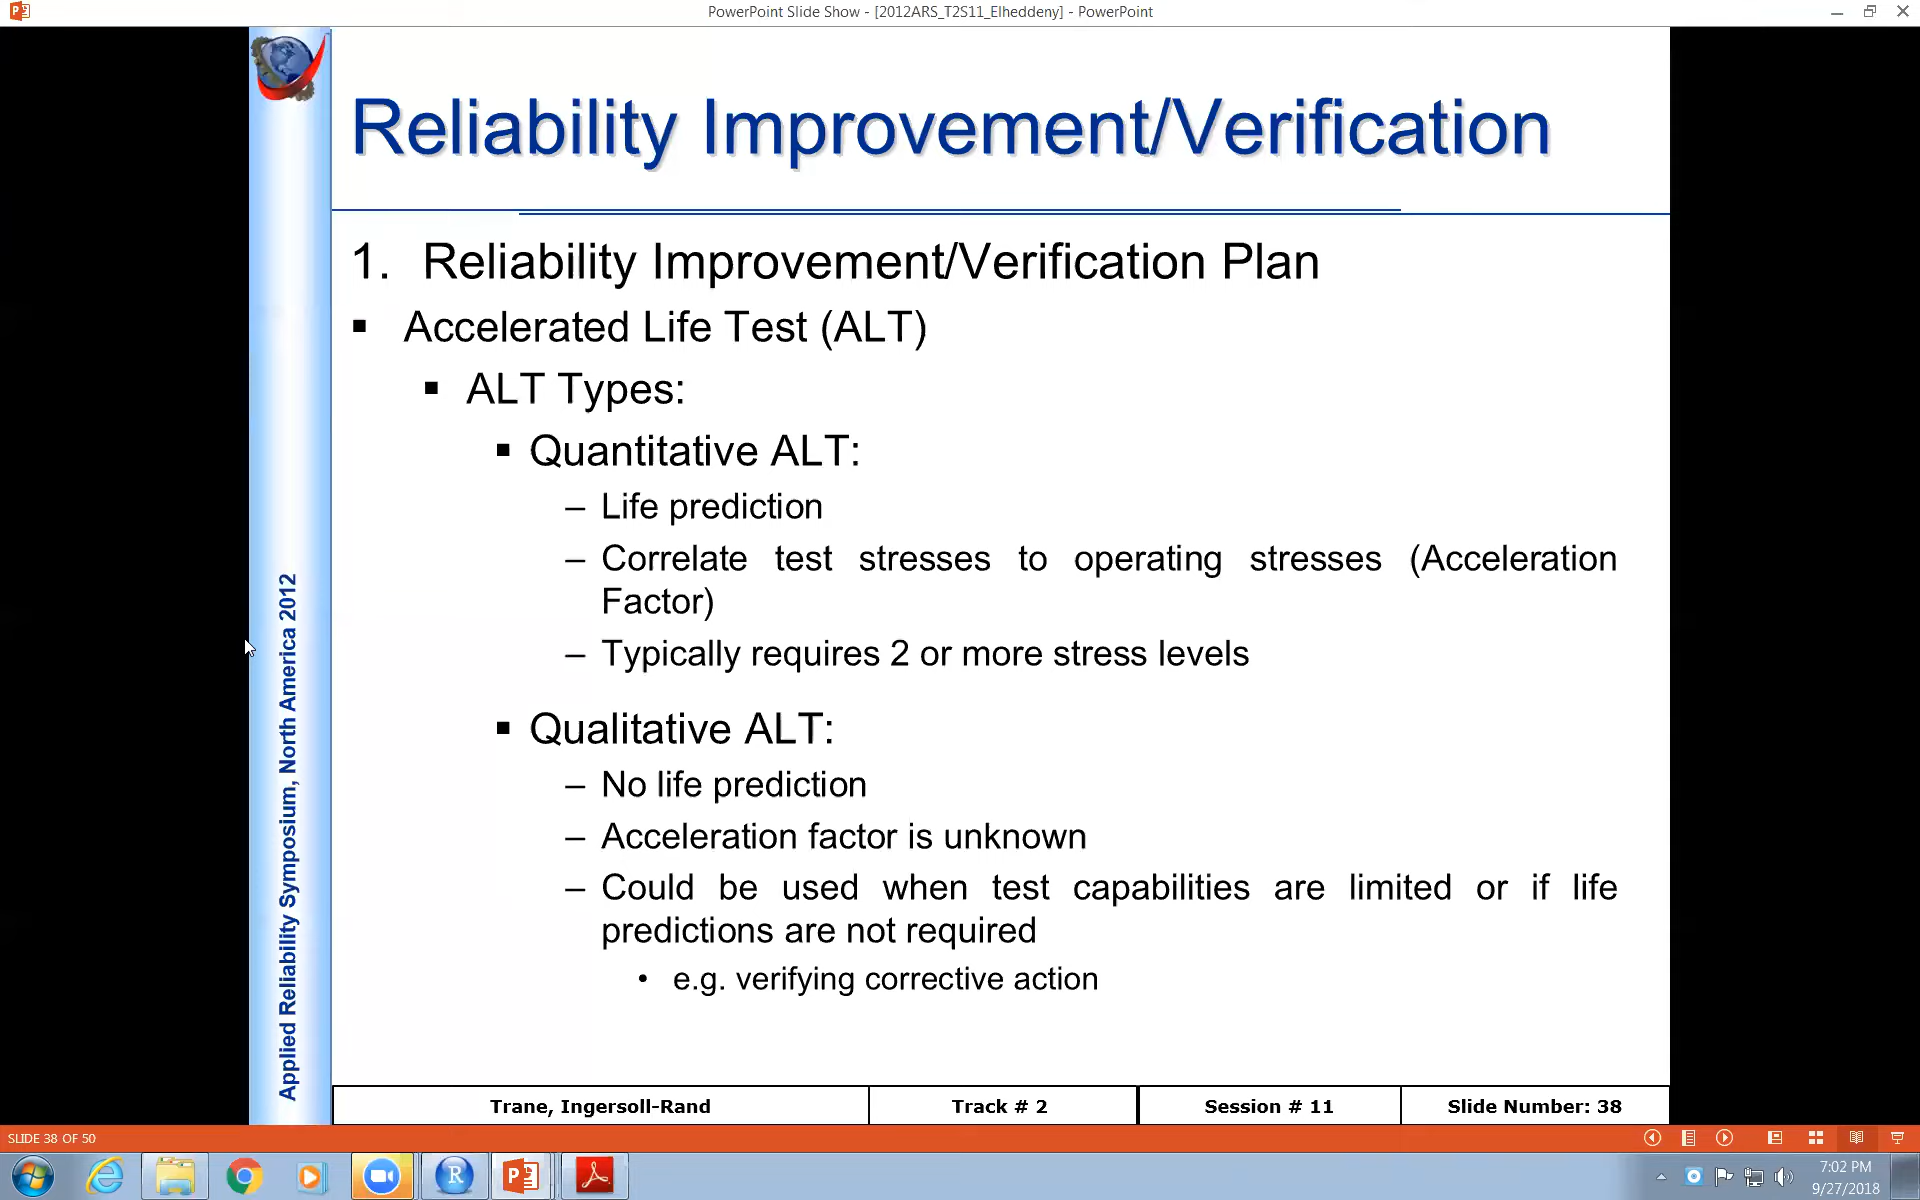 PowerPoint Slide Show - [2012ARS_T2S11_Elheddeny] - PowerPoint
Reliability Improvement/Verification
1. Reliability Improvement/Verification Plan
▪ Accelerated Life Test (ALT)
▪ ALT Types:
▪ Quantitative ALT:
– Life prediction
– Correlate test stresses to operating stresses (Acceleration
Factor)
– Typically requires 2 or more stress levels
▪ Qualitative ALT:
– No life prediction
– Acceleration factor is unknown
– Could be used when test capabilities are limited or if life
predictions are not required
• e.g. verifying corrective action
Applied Reliability Symposium, North America 2012
Trane, Ingersoll-Rand
Track # 2
Session # 11
Slide Number: 38
SLIDE 38 OF 50
7:02 PM
9/27/2018